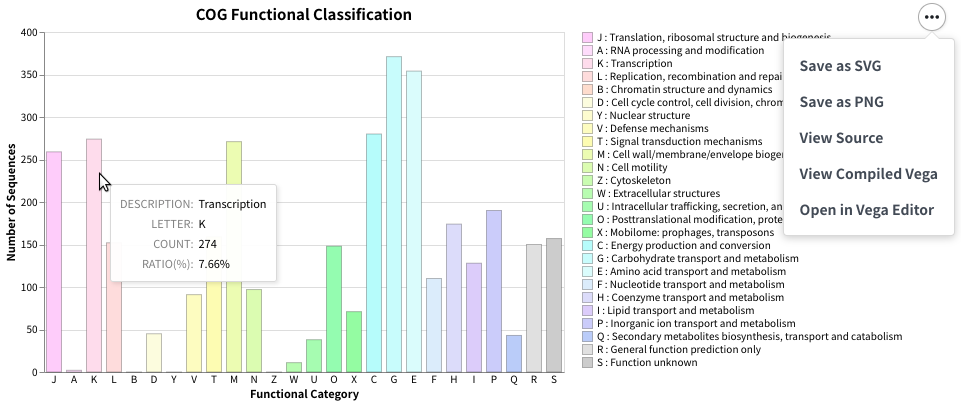 COG Functional Classification
400
350
300
250
200
150
100
50
0
Number of Sequences
J A K L B D Y V T M N Z W U O X C G E F H I P Q R S
Functional Category
DESCRIPTION: Transcription
LETTER: K
COUNT: 274
RATIO(%): 7.66%
J : Translation, ribosomal structure and biogenesis
A : RNA processing and modification
K : Transcription
L : Replication, recombination and repai
B : Chromatin structure and dynamics
D : Cell cycle control, cell division, chrom
Y : Nuclear structure
V : Defense mechanisms
T : Signal transduction mechanisms
M : Cell wall/membrane/envelope bioger
N : Cell motility
Z : Cytoskeleton
W : Extracellular structures
U : Intracellular trafficking, secretion, an
O : Posttranslational modification, prote
X : Mobilome: prophages, transposons
C : Energy production and conversion
G : Carbohydrate transport and metabolism
E : Amino acid transport and metabolism
F : Nucleotide transport and metabolism
H : Coenzyme transport and metabolism
I : Lipid transport and metabolism
P : Inorganic ion transport and metabolism
Q : Secondary metabolites biosynthesis, transport and catabolism
R : General function prediction only
S : Function unknown
Save as SVG
Save as PNG
View Source
View Compiled Vega
Open in Vega Editor